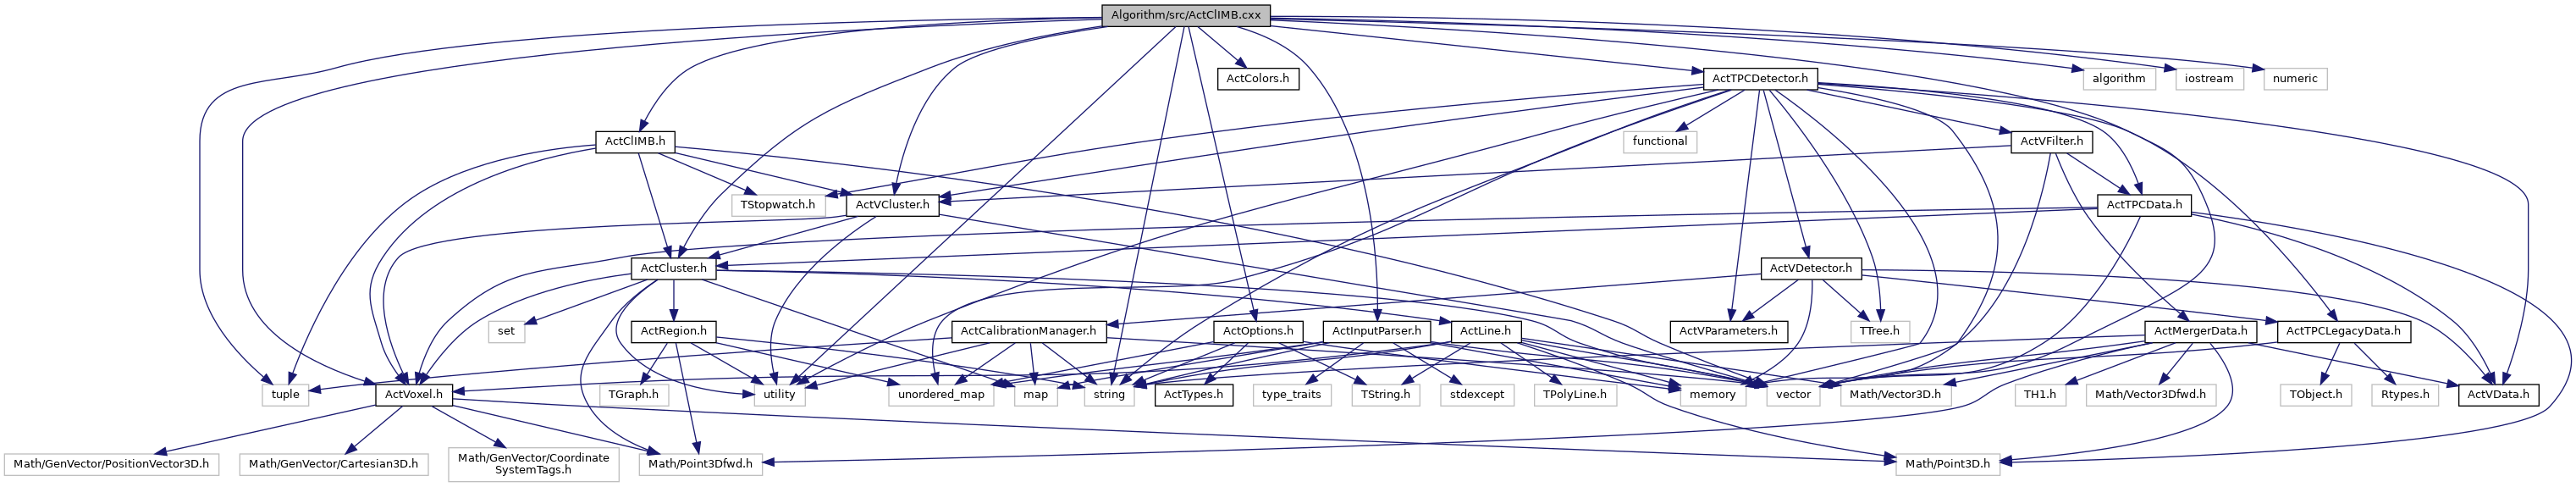 Algorithm/src/ActClIMB.cxx
ActColors.h
ActTPCDetector.h
algorithm
iostream
numeric
ActClIMB.h
functional
ActVFilter.h
TStopwatch.h
ActVCluster.h
ActTPCData.h
ActCluster.h
ActVDetector.h
set
ActRegion.h
ActCalibrationManager.h
ActOptions.h
ActInputParser.h
ActLine.h
ActVParameters.h
TTree.h
ActMergerData.h
ActTPCLegacyData.h
tuple
ActVoxel.h
TGraph.h
utility
unordered_map
map
string
ActTypes.h
type_traits
TString.h
stdexcept
TPolyLine.h
memory
vector
Math/Vector3D.h
TH1.h
Math/Vector3Dfwd.h
TObject.h
Rtypes.h
ActVData.h
Math/GenVector/PositionVector3D.h
Math/GenVector/Cartesian3D.h
Math/GenVector/Coordinate
SystemTags.h
Math/Point3Dfwd.h
Math/Point3D.h